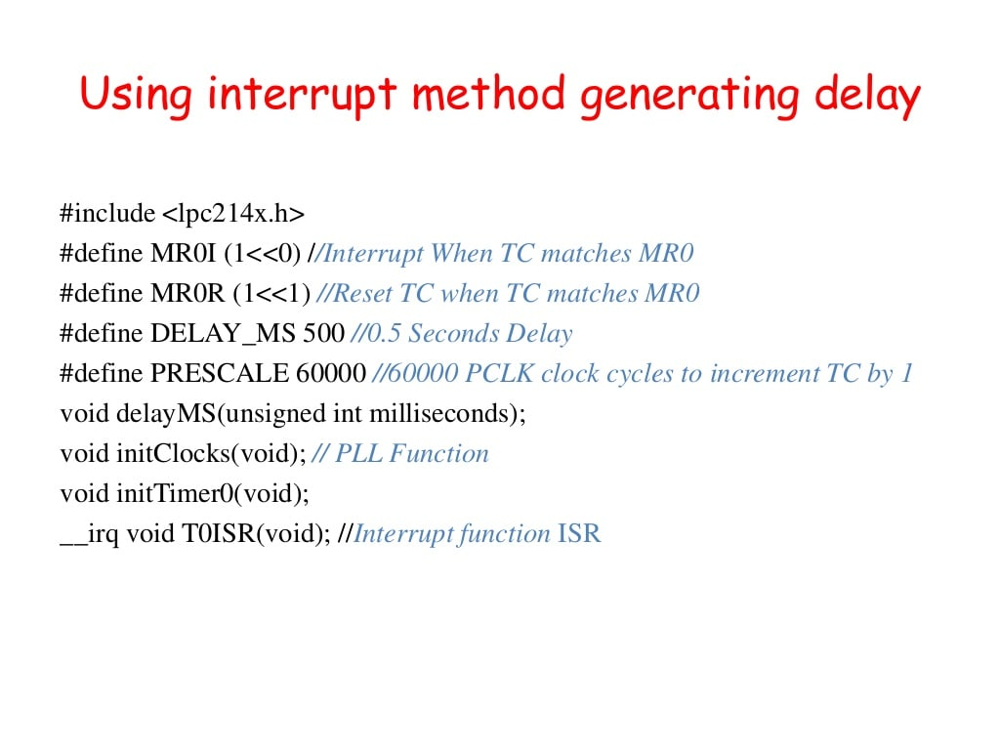 Using interrupt method generating delay
#include <lpc214x.h>
#define MR0I (1<<0) //Interrupt When TC matches MR0
#define MR0R (1<<1) //Reset TC when TC matches MR0
#define DELAY_MS 500 //0.5 Seconds Delay
#define PRESCALE 60000 //60000 PCLK clock cycles to increment TC by 1
void delayMS(unsigned int milliseconds);
void initClocks(void); // PLL Function
void initTimer0(void);
__irq void T0ISR(void); //Interrupt function ISR